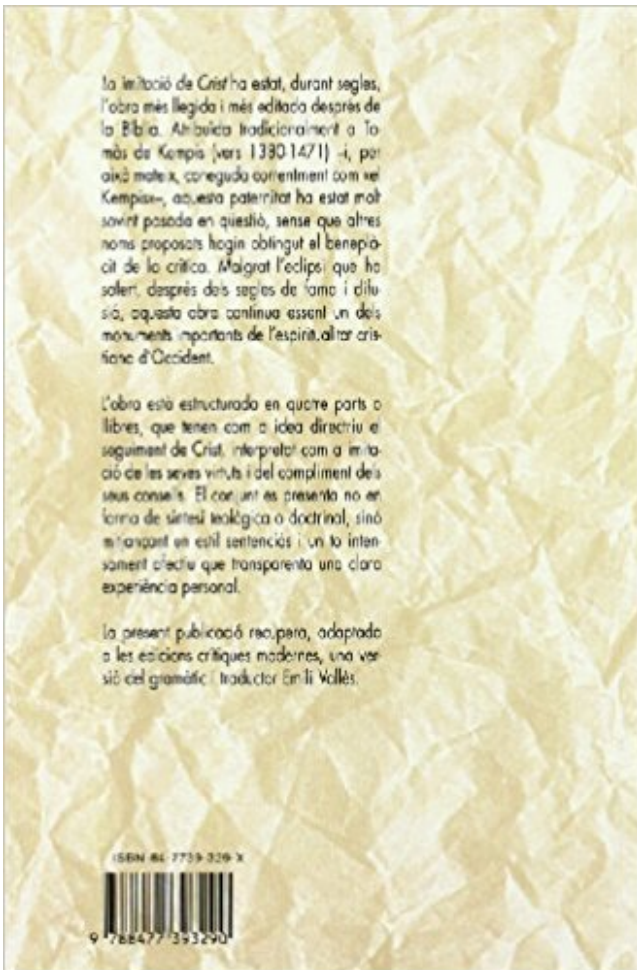 La imitació de Crist ha estat, durant segles,
l'obra més llegida i més editada després de
la Bíblia. Atribuïda tradicionalment a To-
màs de Kempis (vers 1380-1471) –i, per
això mateix, coneguda correntment com «el
Kempis»–, aquesta paternitat ha estat molt
sovint posada en qüestió, sense que altres
noms proposats hagin obtingut el beneplà-
cit de la crítica. Malgrat l'eclipsi que ha
sofert, després dels segles de fama i difu-
sió, aquesta obra continua essent un dels
monuments importants de l'espiritualitat cris-
tiana d'Occident.
L'obra està estructurada en quatre parts o
llibres, que tenen com a idea directriu el
seguiment de Crist, interpretat com a imita-
ció de les seves virtuts i del compliment dels
seus consells. El conjunt es presenta no en
forma de síntesi teològica o doctrinal, sinó
mitjançant un estil sentenciós i un to inten-
sament afectiu que transparenta una clara
experiència personal.
La present publicació recupera, adaptada
a les edicions crítiques modernes, una ver-
sió del gramàtic i traductor Emili Vallès.
ISBN 84-7739-329-X
9 788477 393290